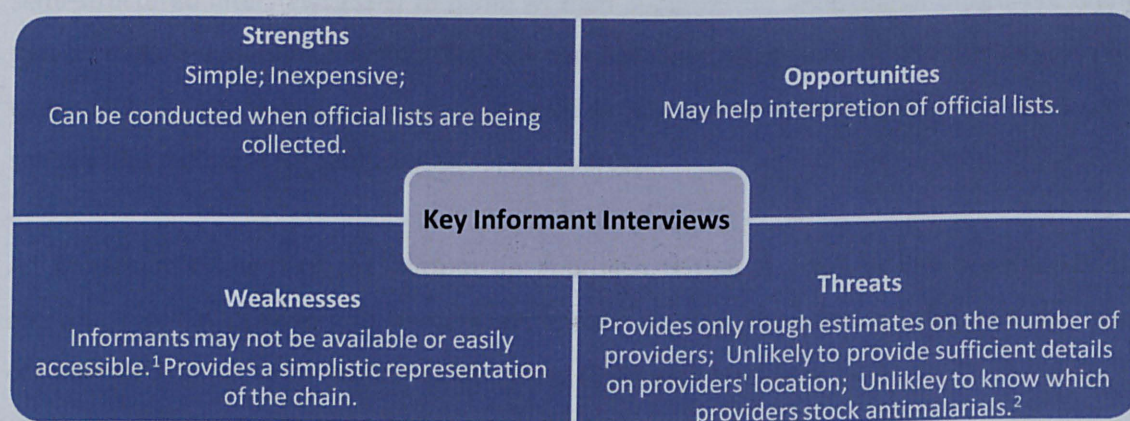 Strengths
Simple; Inexpensive;
Can be conducted when official lists are being
collected.
Opportunities
May help interpretion of official lists.
Key Informant Interviews
Weaknesses
Informants may not be available or easily
accessible.¹ Provides a simplistic representation
of the chain.
Threats
Provides only rough estimates on the number of
providers; Unlikely to provide sufficient details
on providers' location; Unlikley to know which
providers stock antimalarials.²